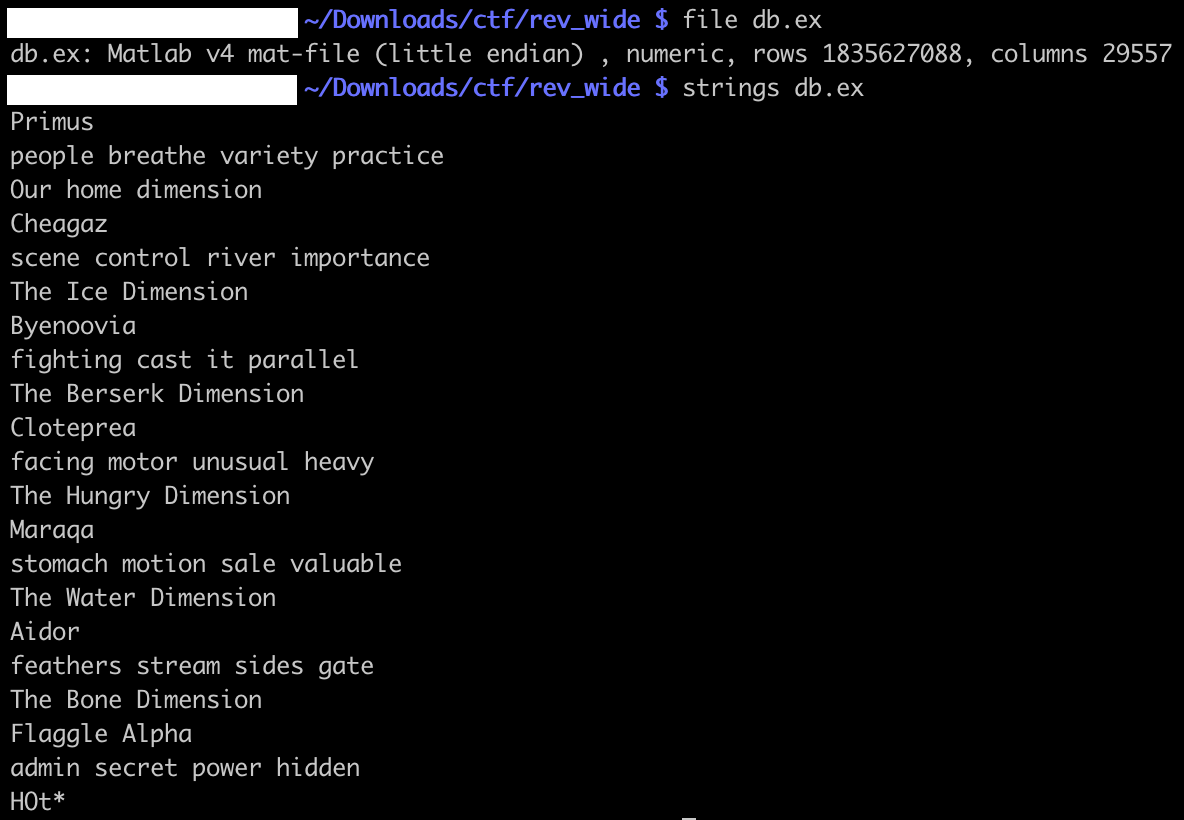 ~/Downloads/ctf/rev_wide $ file db.ex
db.ex: Matlab v4 mat-file (little endian) , numeric, rows 1835627088, columns 29557
~/Downloads/ctf/rev_wide $ strings db.ex
Primus
people breathe variety practice
Our home dimension
Cheagaz
scene control river importance
The Ice Dimension
Byenoovia
fighting cast it parallel
The Berserk Dimension
Cloteprea
facing motor unusual heavy
The Hungry Dimension
Maraqa
stomach motion sale valuable
The Water Dimension
Aidor
feathers stream sides gate
The Bone Dimension
Flaggle Alpha
admin secret power hidden
HOt*